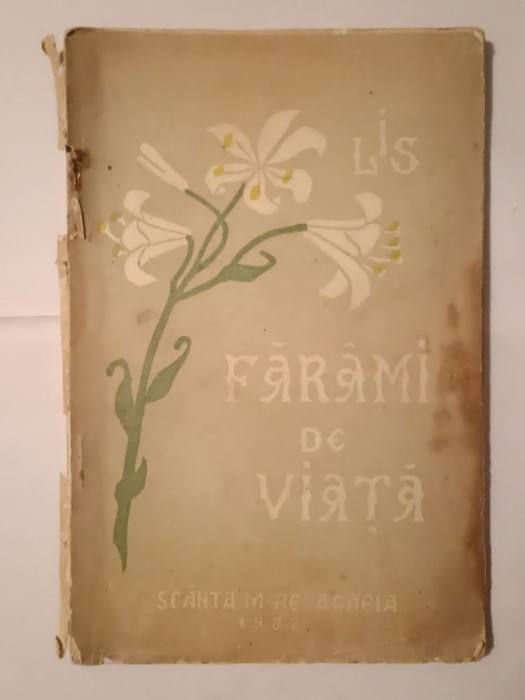 LiS
FĂRÂMi
DE
ViAȚĂ
SFÂNTA M-RE AGAPIA